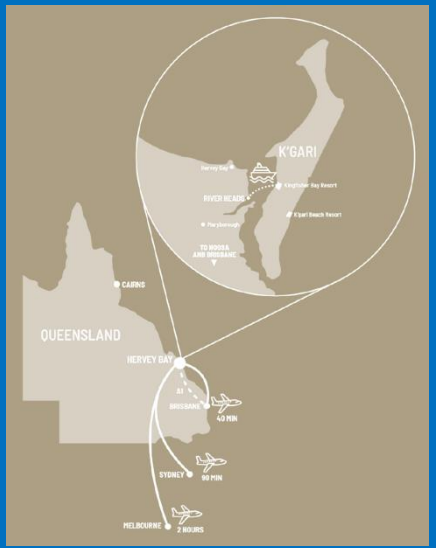 K'GARI
Hervey Bay
Kingfisher Bay Resort
RIVER HEADS
K'gari Beach Resort
Maryborough
TO NOOSA
AND BRISBANE
CAIRNS
QUEENSLAND
HERVEY BAY
BRISBANE
40 MIN
SYDNEY
90 MIN
MELBOURNE
2 HOURS